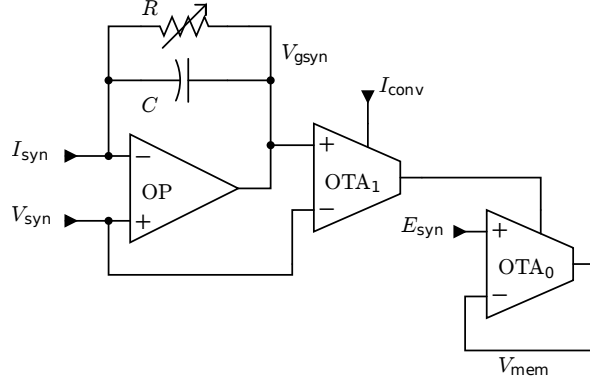 R
V_gsyn
C
I_conv
I_syn
−
+
OP
OTA_1
V_syn
+
−
E_syn
+
OTA_0
−
V_mem